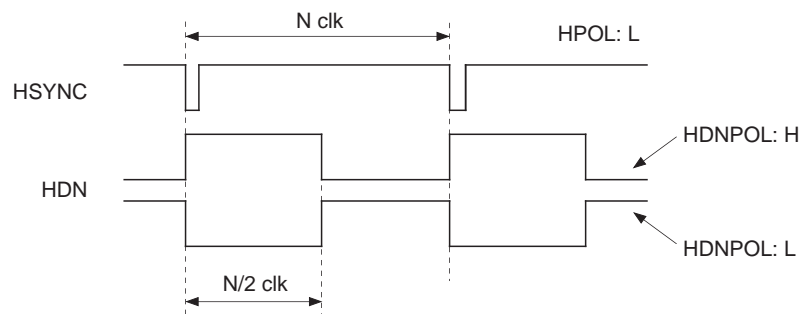 N clk
HPOL: L
HSYNC
HDNPOL: H
HDN
HDNPOL: L
N/2 clk